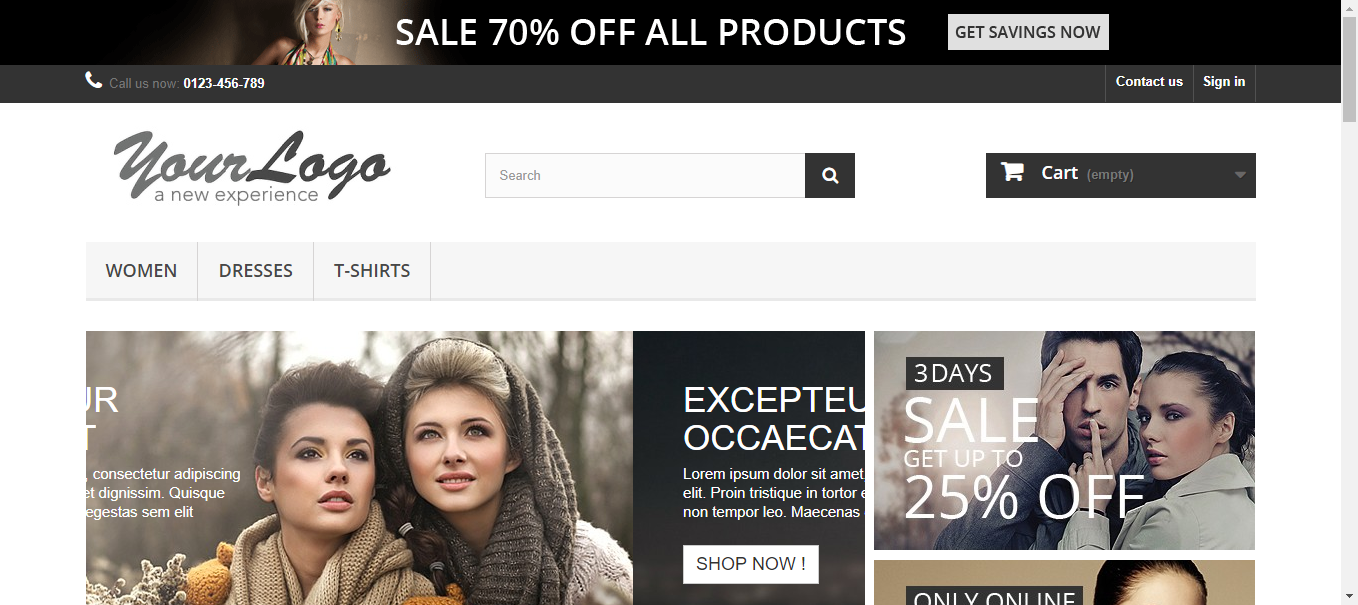 SALE 70% OFF ALL PRODUCTS
GET SAVINGS NOW
Call us now: 0123-456-789
Contact us
Sign in
YourLogo
a new experience
Search
Cart (empty)
WOMEN
DRESSES
T-SHIRTS
UR
T
, consectetur adipiscing
et dignissim. Quisque
egestas sem elit
EXCEPTEU
OCCAECAT
Lorem ipsum dolor sit amet
elit. Proin tristique in tortor e
non tempor leo. Maecenas
SHOP NOW !
3DAYS
SALE
GET UP TO
25% OFF
ONLY ONLINE